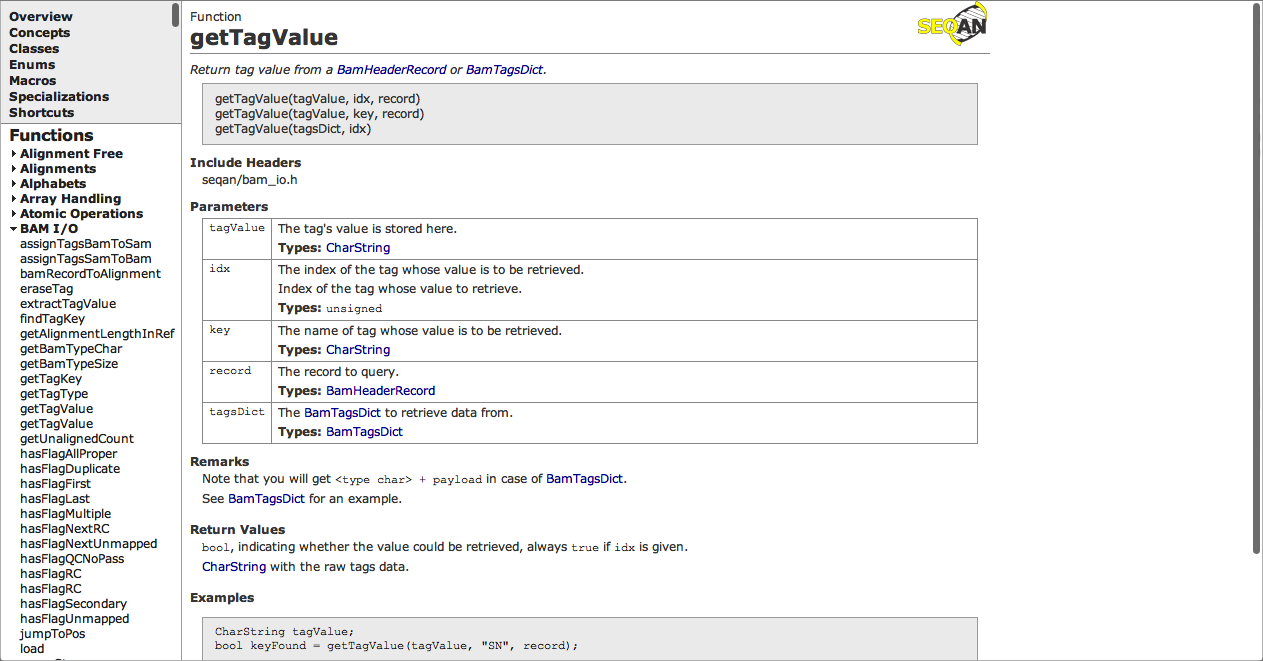 Overview
Concepts
Classes
Enums
Macros
Specializations
Shortcuts
Functions
Alignment Free
Alignments
Alphabets
Array Handling
Atomic Operations
BAM I/O
assignTagsBamToSam
assignTagsSamToBam
bamRecordToAlignment
eraseTag
extractTagValue
findTagKey
getAlignmentLengthInRef
getBamTypeChar
getBamTypeSize
getTagKey
getTagType
getTagValue
getTagValue
getUnalignedCount
hasFlagAllProper
hasFlagDuplicate
hasFlagFirst
hasFlagLast
hasFlagMultiple
hasFlagNextRC
hasFlagNextUnmapped
hasFlagQCNoPass
hasFlagRC
hasFlagRC
hasFlagSecondary
hasFlagUnmapped
jumpToPos
load
Function
SEQAN
getTagValue
Return tag value from a BamHeaderRecord or BamTagsDict.
getTagValue(tagValue, idx, record)
getTagValue(tagValue, key, record)
getTagValue(tagsDict, idx)
Include Headers
seqan/bam_io.h
Parameters
tagValue The tag's value is stored here.
Types: CharString
idx The index of the tag whose value is to be retrieved.
Index of the tag whose value to retrieve.
Types: unsigned
key The name of tag whose value is to be retrieved.
Types: CharString
record The record to query.
Types: BamHeaderRecord
tagsDict The BamTagsDict to retrieve data from.
Types: BamTagsDict
Remarks
Note that you will get <type char> + payload in case of BamTagsDict.
See BamTagsDict for an example.
Return Values
bool, indicating whether the value could be retrieved, always true if idx is given.
CharString with the raw tags data.
Examples
CharString tagValue;
bool keyFound = getTagValue(tagValue, "SN", record);